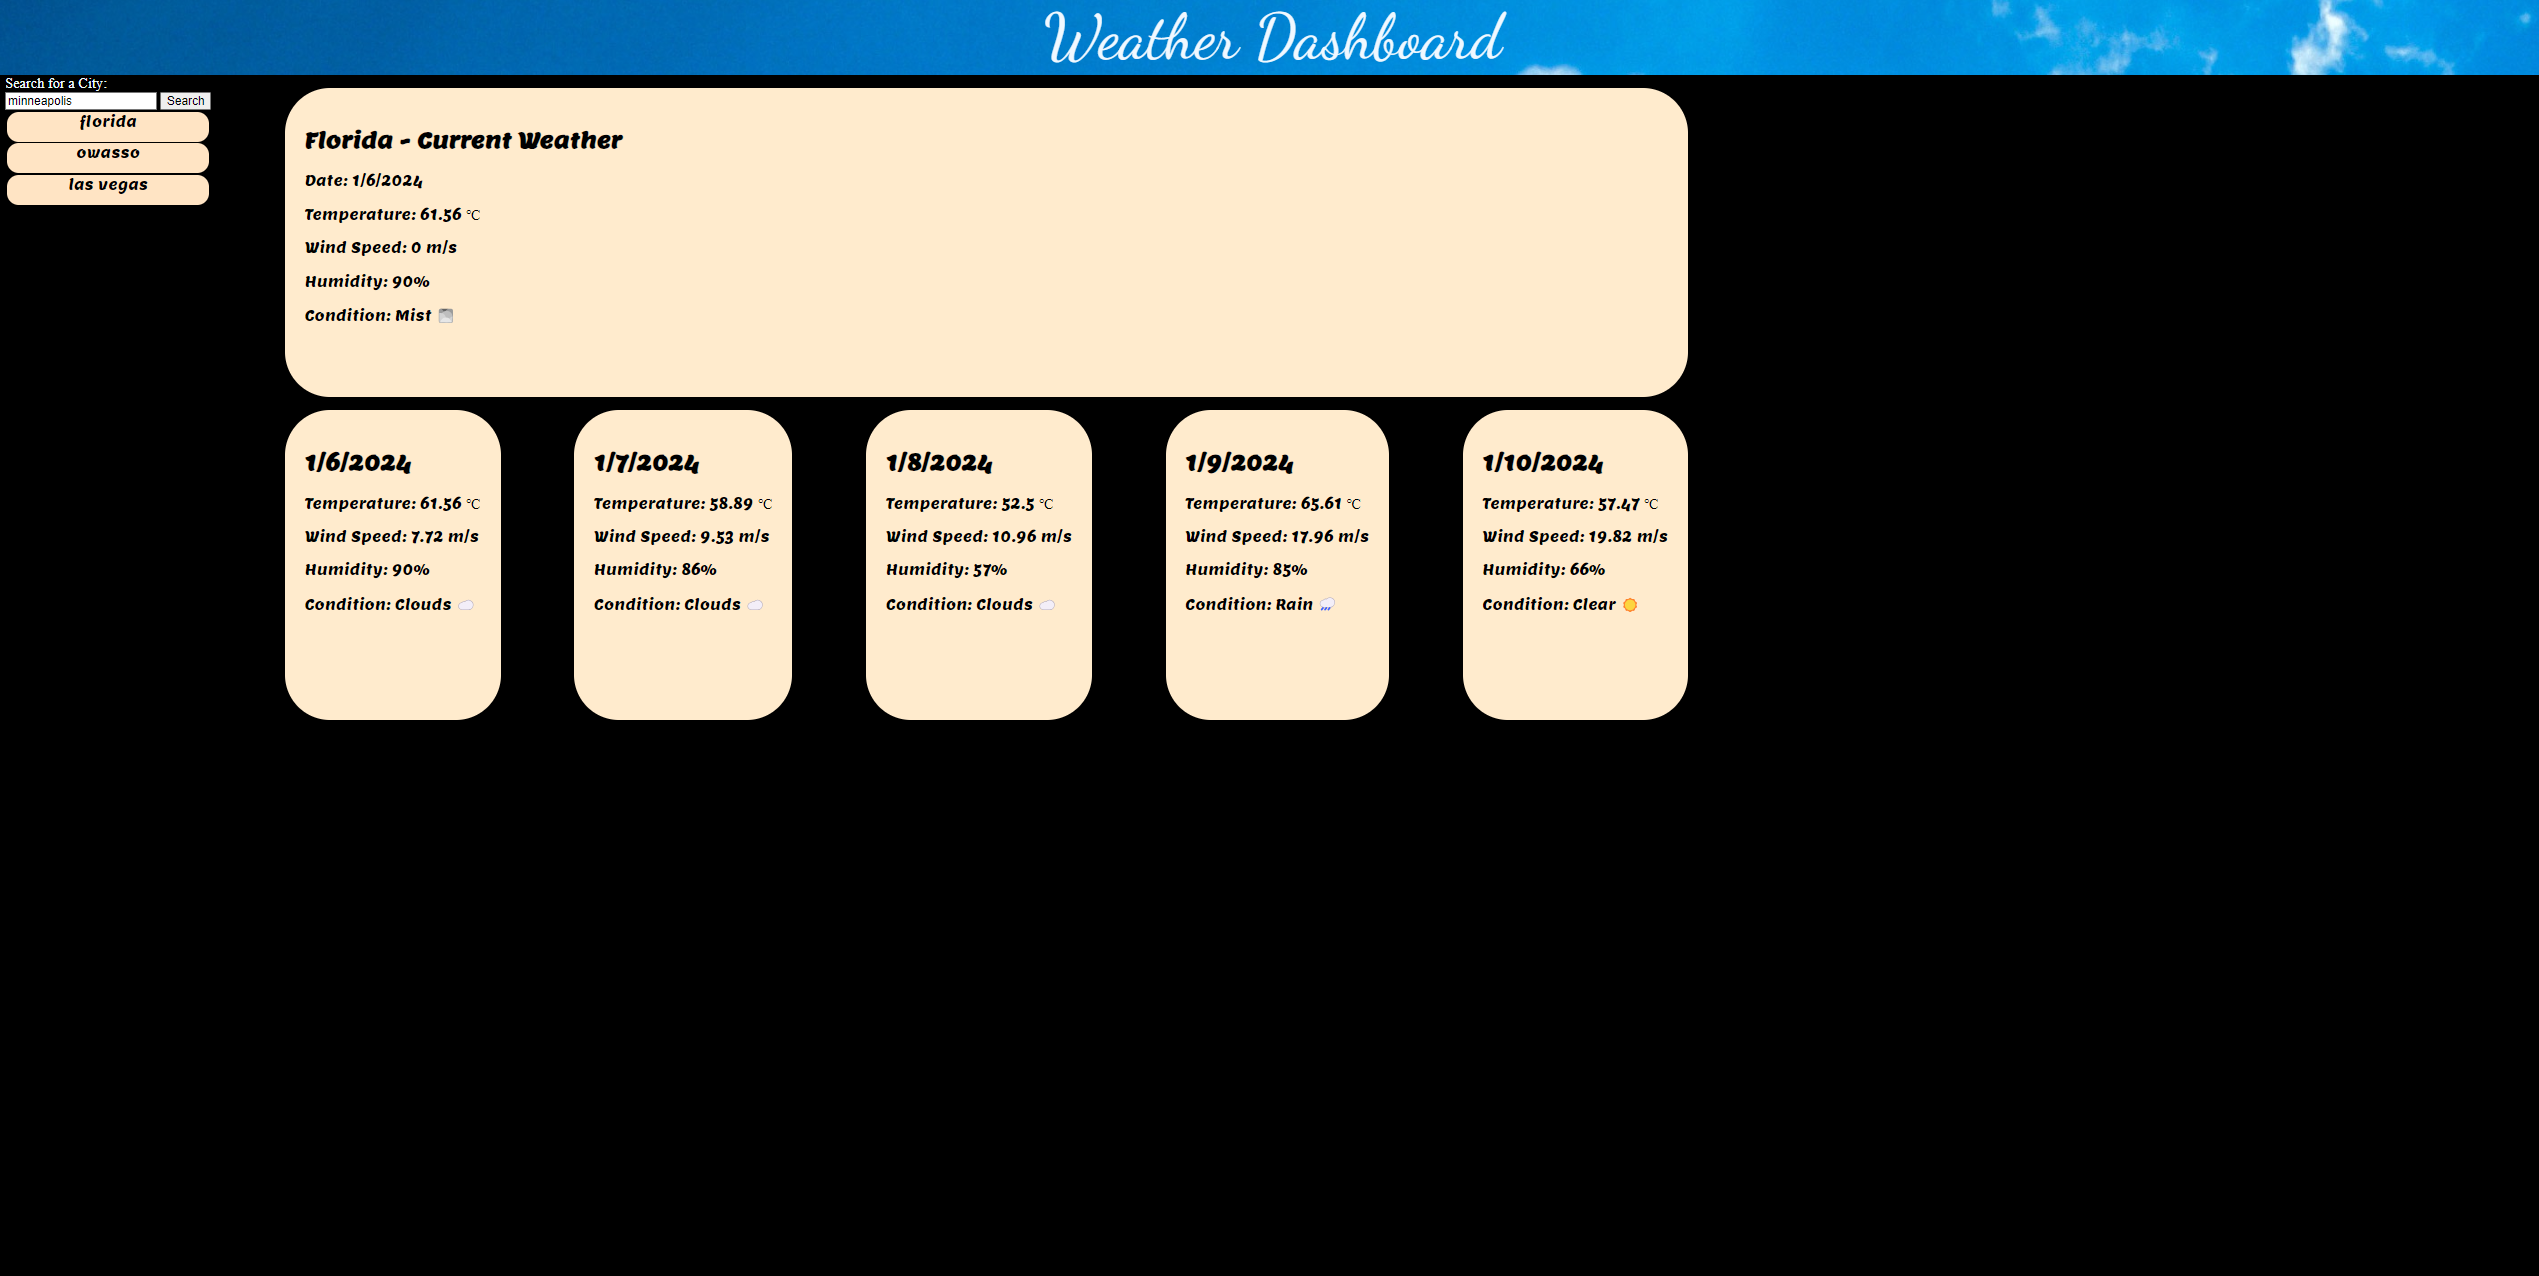 Weather Dashboard
Search for a City:
minneapolis Search
florida
owasso
las vegas
Florida - Current Weather
Date: 1/6/2024
Temperature: 61.56 ℃
Wind Speed: 0 m/s
Humidity: 90%
Condition: Mist
1/6/2024
Temperature: 61.56 ℃
Wind Speed: 7.72 m/s
Humidity: 90%
Condition: Clouds
1/7/2024
Temperature: 58.89 ℃
Wind Speed: 9.53 m/s
Humidity: 86%
Condition: Clouds
1/8/2024
Temperature: 52.5 ℃
Wind Speed: 10.96 m/s
Humidity: 57%
Condition: Clouds
1/9/2024
Temperature: 65.61 ℃
Wind Speed: 17.96 m/s
Humidity: 85%
Condition: Rain
1/10/2024
Temperature: 57.47 ℃
Wind Speed: 19.82 m/s
Humidity: 66%
Condition: Clear